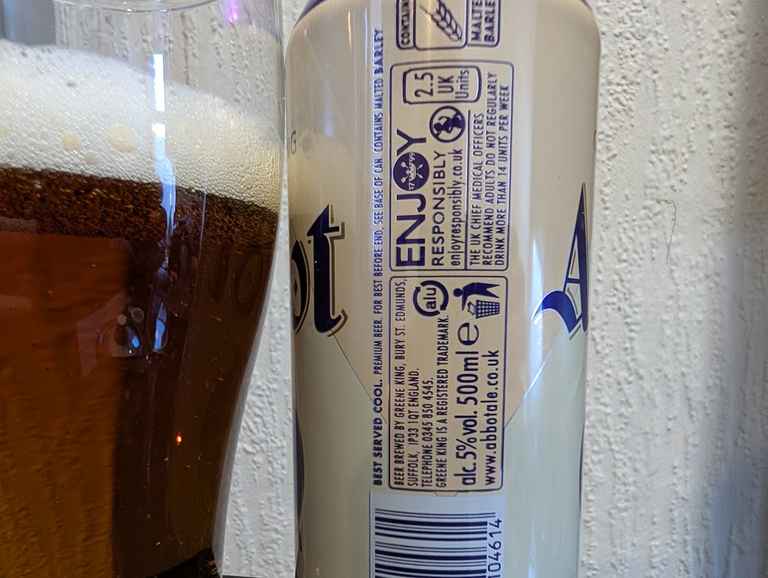 CONTAINS
MALTED
BARLEY
BEST SERVED COOL. PREMIUM BEER. FOR BEST BEFORE END, SEE BASE OF CAN. CONTAINS MALTED BARLEY
ENJOY
RESPONSIBLY
enjoyresponsibly.co.uk
2.5
UK
Units
THE UK CHIEF MEDICAL OFFICERS
RECOMMEND ADULTS DO NOT REGULARLY
DRINK MORE THAN 14 UNITS PER WEEK
BEER BREWED BY GREENE KING, BURY ST. EDMUNDS,
SUFFOLK, IP33 1QT ENGLAND.
TELEPHONE 0345 850 4545.
GREENE KING IS A REGISTERED TRADEMARK.
alu
alc. 5% vol. 500ml e
www.abbotale.co.uk
ot
A
G
04614